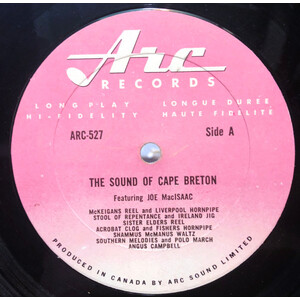 Arc
RECORDS
LONG PLAY LONGUE DURÉE
HI-FIDELITY HAUTE FIDELITÉ
ARC-527 Side A
THE SOUND OF CAPE BRETON
Featuring JOE MacISAAC
McKEIGANS REEL and LIVERPOOL HORNPIPE
STOOL OF REPENTANCE and IRELAND JIG
SISTER ELDERS REEL
ACROBAT CLOG and FISHERS HORNPIPE
SHAMMUS McMANUS WALTZ
SOUTHERN MELODIES and POLO MARCH
ANGUS CAMPBELL
PRODUCED IN CANADA BY ARC SOUND LIMITED